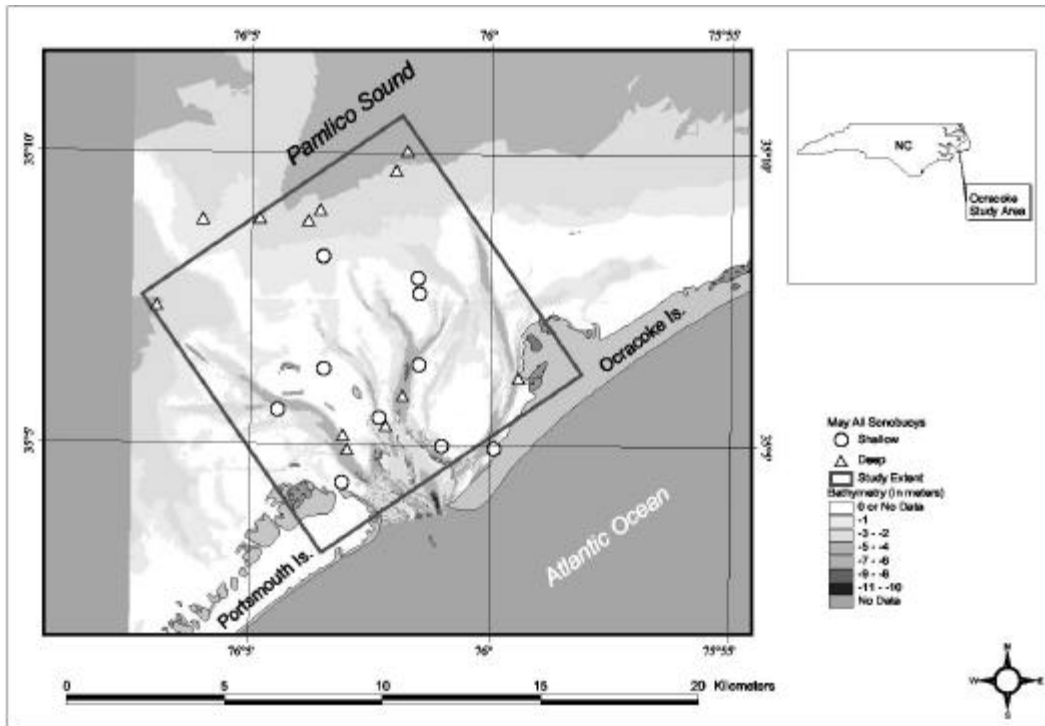 76°5'
76°
75°55'
Pamlico Sound
35°10'
35°10'
NC
Ocracoke
Study Area
Ocracoke Is.
35°5'
35°5'
Atlantic Ocean
Portsmouth Is.
76°5'
76°
75°55'
May All Sonobuoys
Shallow
Deep
Study Extent
Bathymetry (in meters)
0 or No Data
-1
-3 - -2
-5 - -4
-7 - -6
-9 - -8
-11 - -10
No Data
0 5 10 15 20 Kilometers
N
W E
S